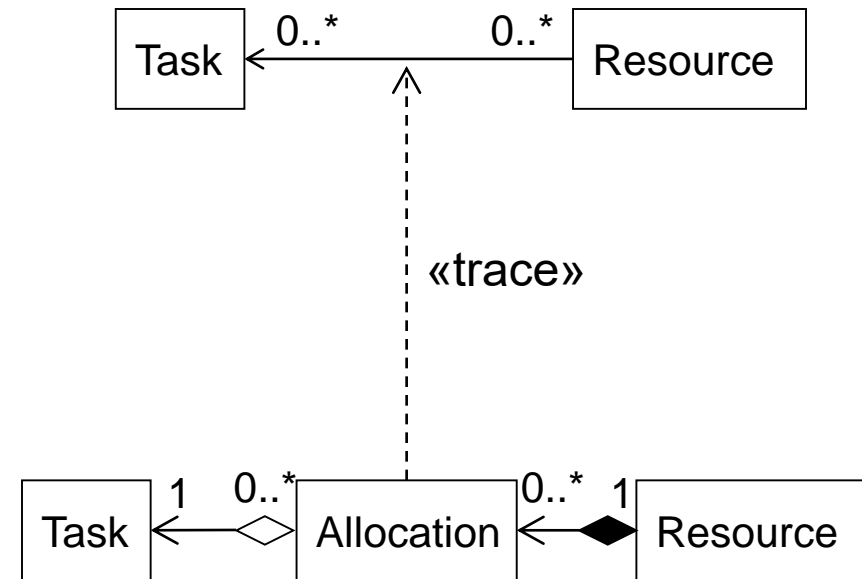 0..* 0..*
Task Resource
«trace»
1 0..* 0..* 1
Task Allocation Resource